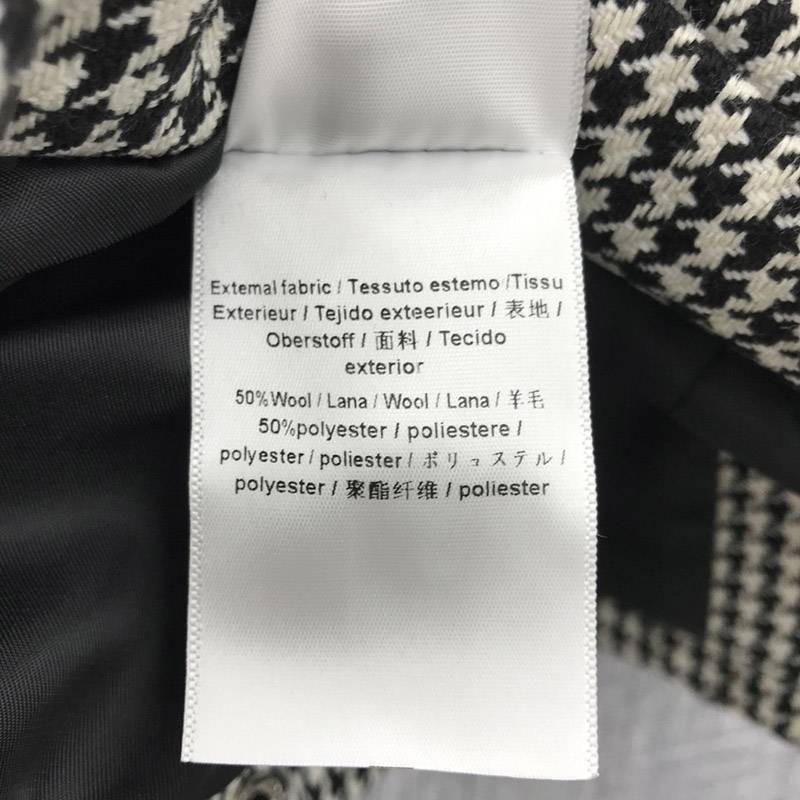 Extemal fabric / Tessuto estemo /Tissu
Exterieur / Tejido exteerieur / 表地 /
Oberstoff / 面料 / Tecido
exterior
50%Wool / Lana / Wool / Lana / 羊毛
50%polyester / poliestere /
polyester / poliester / ポリュステル /
polyester / 聚酯纤维 / poliester